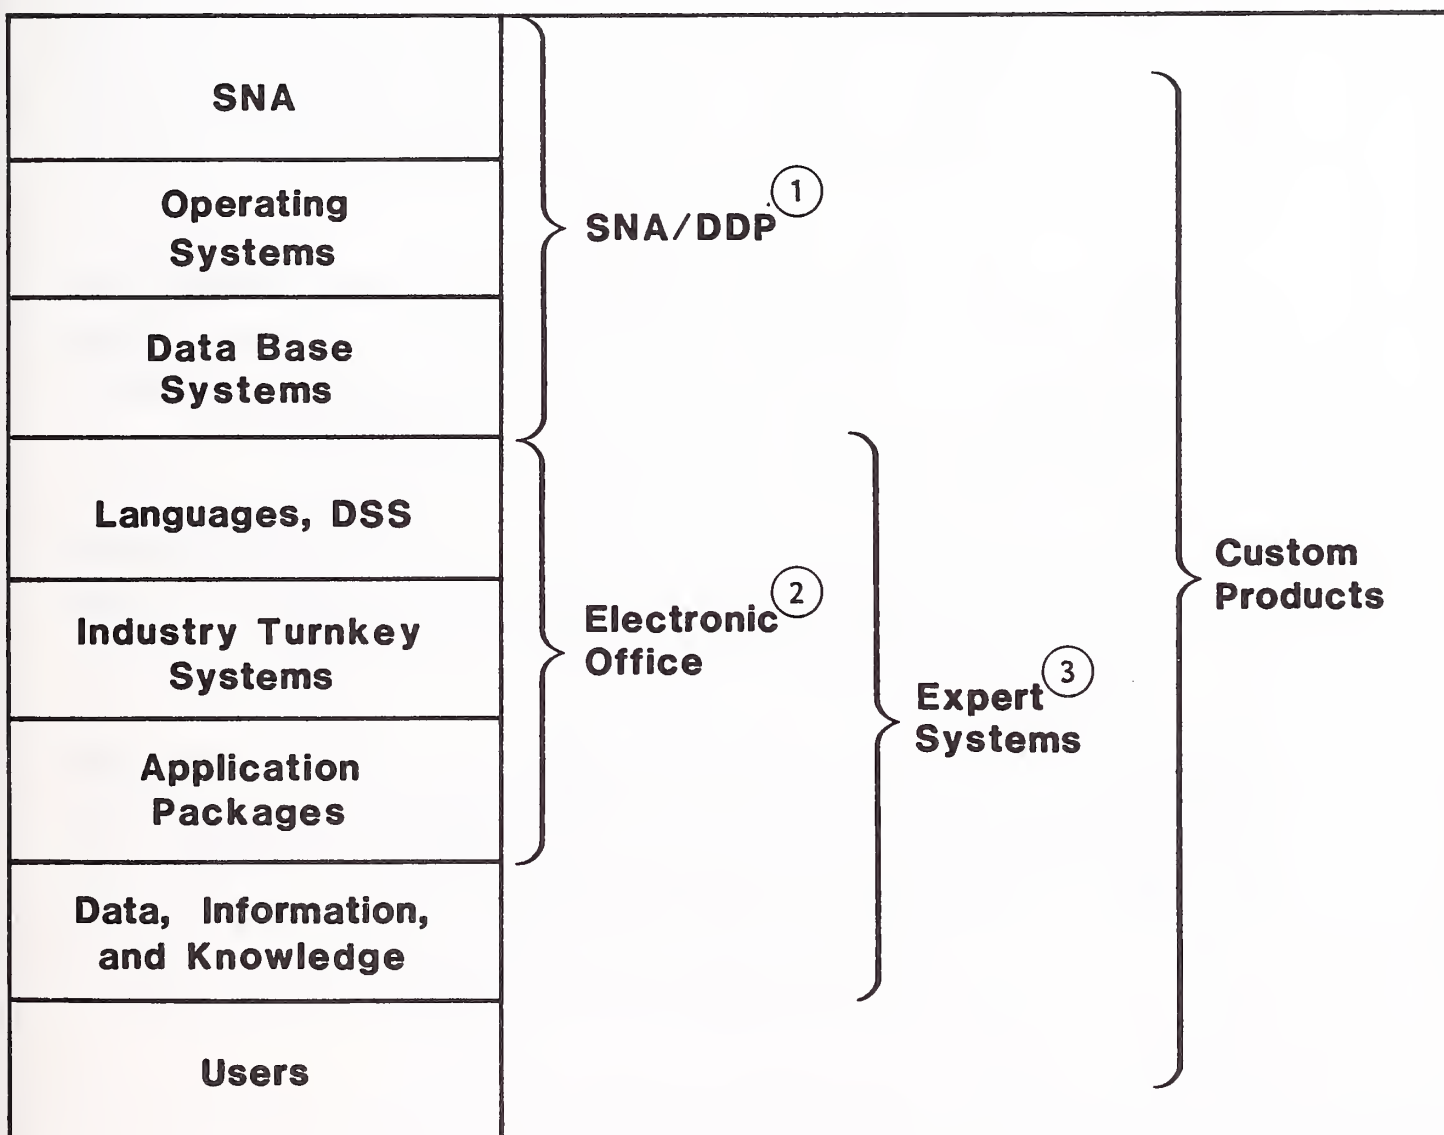 SNA
Operating
Systems
Data Base
Systems
Languages, DSS
Industry Turnkey
Systems
Application
Packages
Data, Information,
and Knowledge
Users
SNA/DDP 1
Electronic 2
Office
Expert 3
Systems
Custom
Products